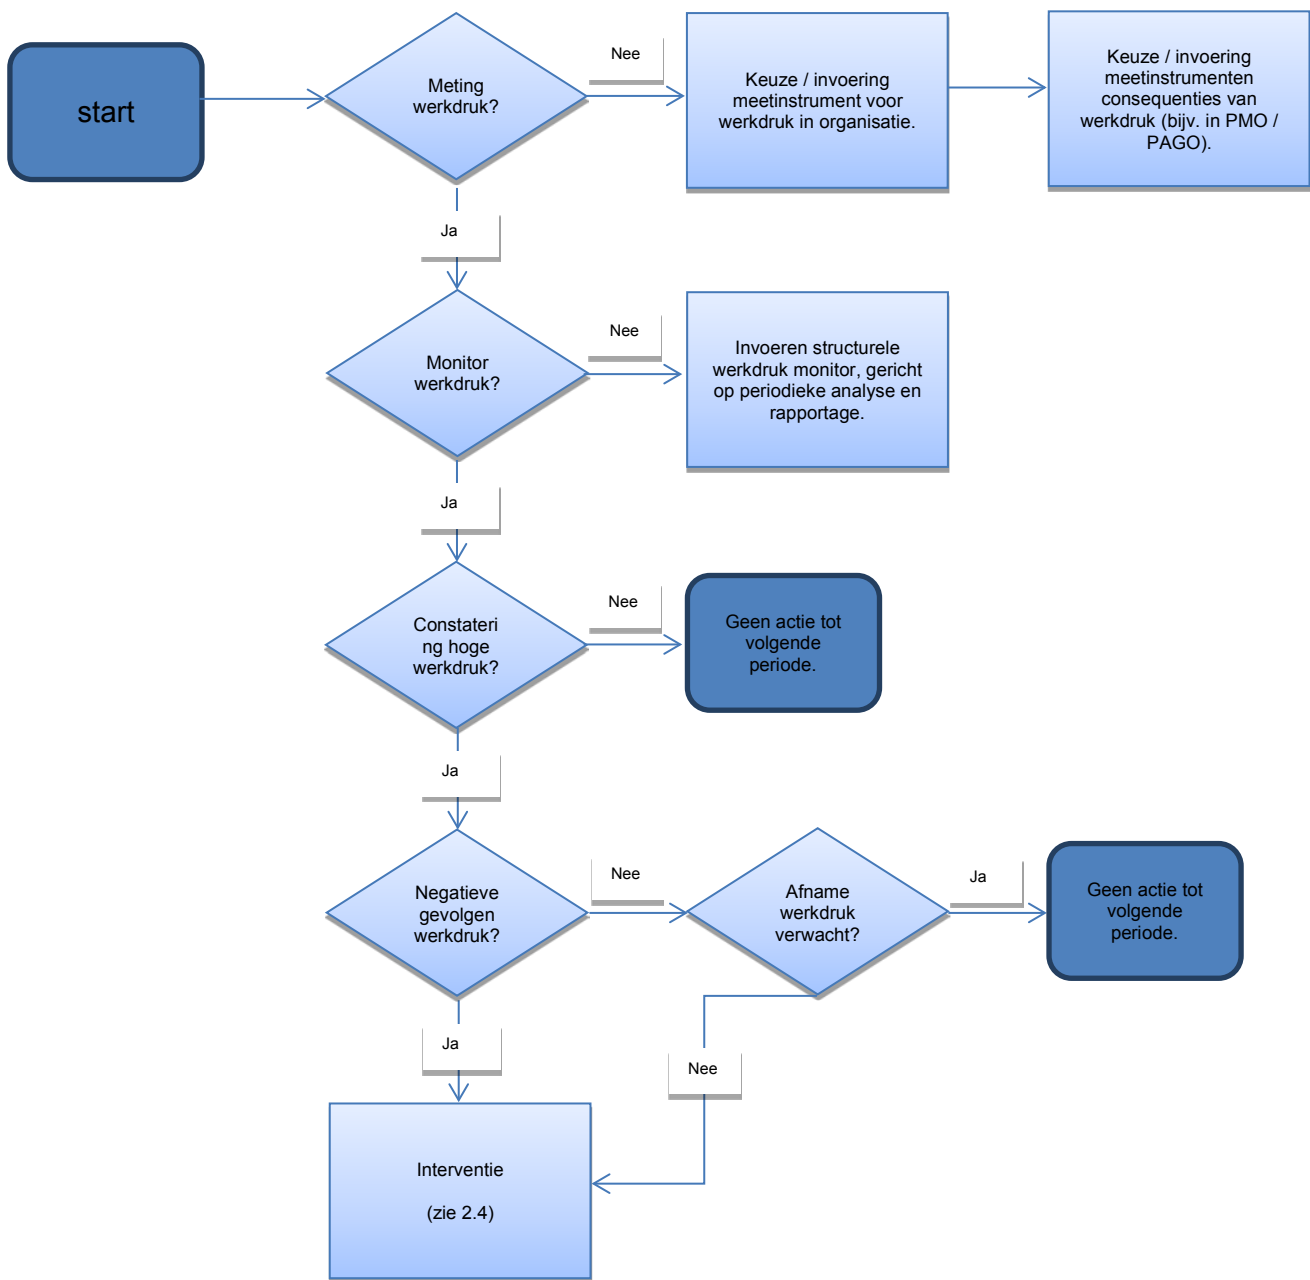 start
Meting
werkdruk?
Nee
Keuze / invoering
meetinstrument voor
werkdruk in organisatie.
Keuze / invoering
meetinstrumenten
consequenties van
werkdruk (bijv. in PMO /
PAGO).
Ja
Monitor
werkdruk?
Nee
Invoeren structurele
werkdruk monitor, gericht
op periodieke analyse en
rapportage.
Ja
Constateri
ng hoge
werkdruk?
Nee
Geen actie tot
volgende
periode.
Ja
Negatieve
gevolgen
werkdruk?
Nee
Afname
werkdruk
verwacht?
Ja
Geen actie tot
volgende
periode.
Ja
Nee
Interventie
(zie 2.4)